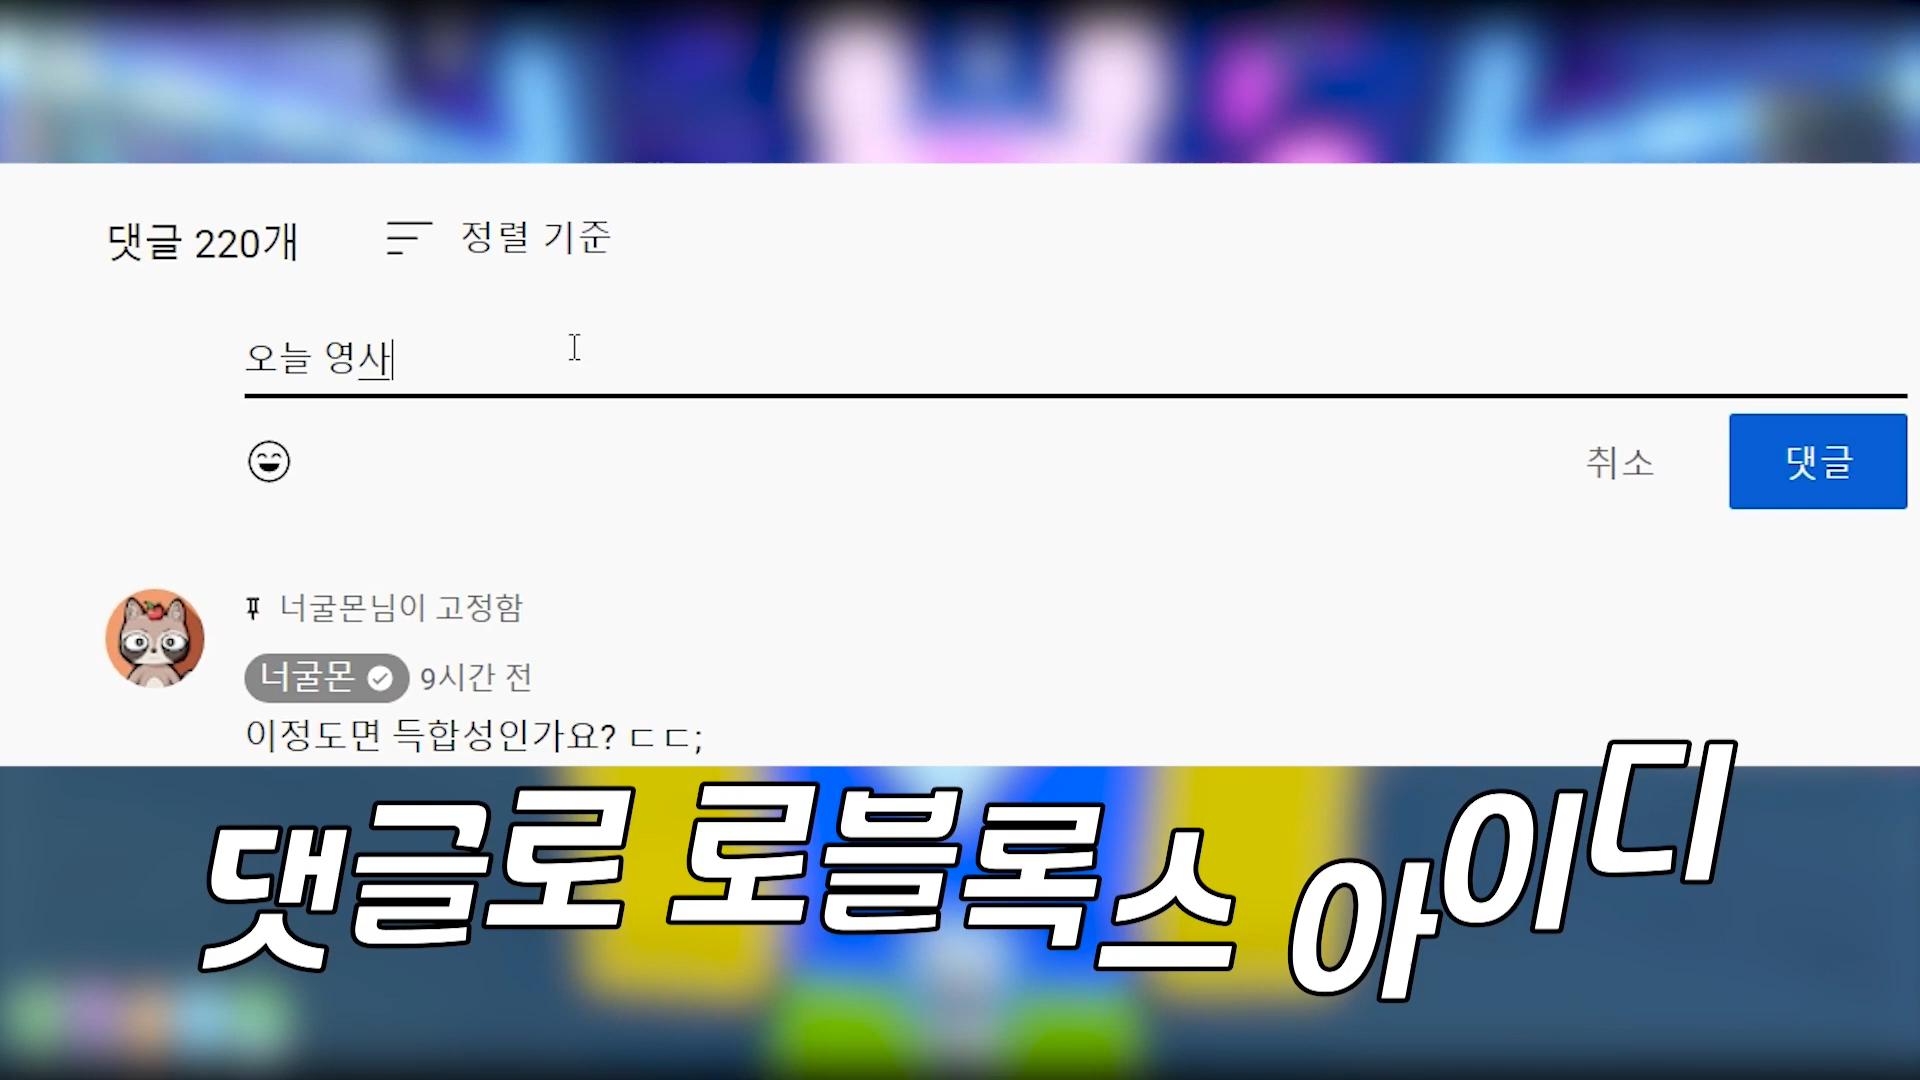 댓글 220개 정렬 기준
오늘 영사
취소 댓글
너굴몬님이 고정함
너굴몬 9시간 전
이정도면 득합성인가요? ㄷㄷ;
댓글로 로블록스 아이디